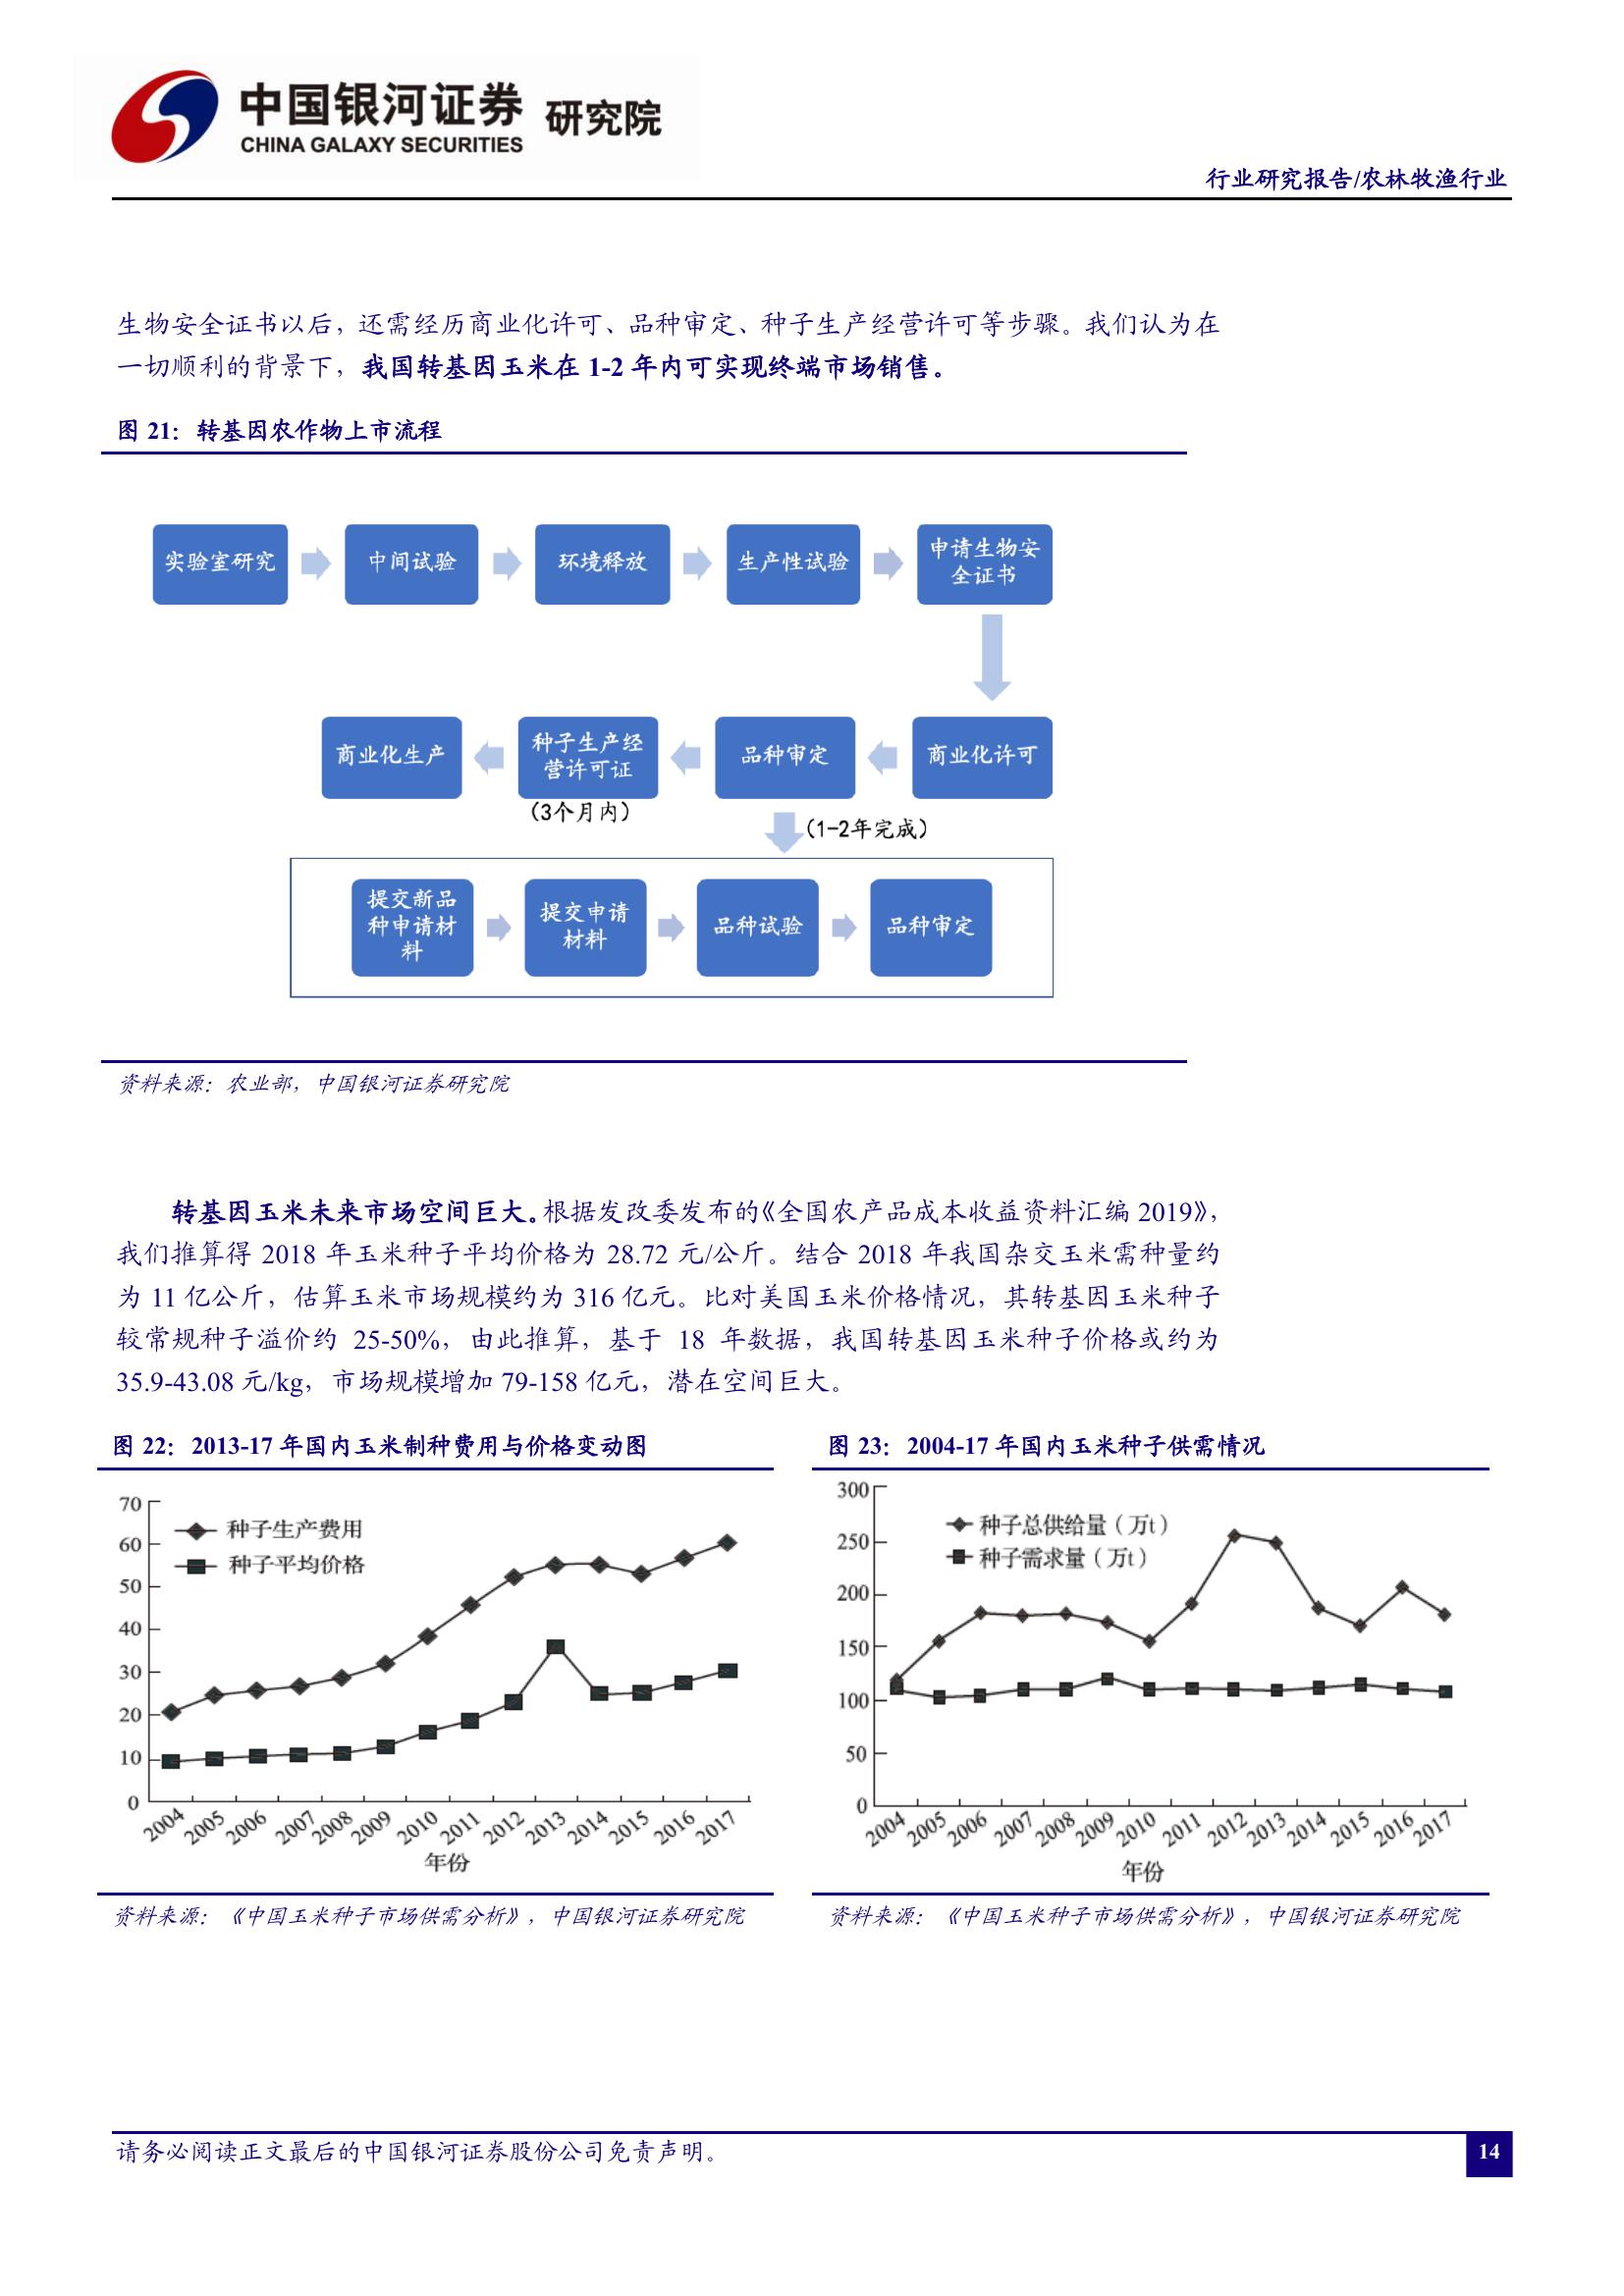 中国银河证券 研究院
CHINA GALAXY SECURITIES
行业研究报告/农林牧渔行业
生物安全证书以后，还需经历商业化许可、品种审定、种子生产经营许可等步骤。我们认为在
一切顺利的背景下，我国转基因玉米在 1-2 年内可实现终端市场销售。
图 21：转基因农作物上市流程
实验室研究
中间试验
环境释放
生产性试验
申请生物安
全证书
商业化生产
种子生产经
营许可证
品种审定
商业化许可
（3个月内）
（1-2年完成）
提交新品
种申请材
料
提交申请
材料
品种试验
品种审定
资料来源：农业部，中国银河证券研究院
转基因玉米未来市场空间巨大。根据发改委发布的《全国农产品成本收益资料汇编 2019》，
我们推算得 2018 年玉米种子平均价格为 28.72 元/公斤。结合 2018 年我国杂交玉米需种量约
为 11 亿公斤，估算玉米市场规模约为 316 亿元。比对美国玉米价格情况，其转基因玉米种子
较常规种子溢价约 25-50%，由此推算，基于 18 年数据，我国转基因玉米种子价格或约为
35.9-43.08 元/kg，市场规模增加 79-158 亿元，潜在空间巨大。
图 22：2013-17 年国内玉米制种费用与价格变动图
70
60
50
40
30
20
10
0
种子生产费用
种子平均价格
2004 2005 2006 2007 2008 2009 2010 2011 2012 2013 2014 2015 2016 2017
年份
资料来源：《中国玉米种子市场供需分析》，中国银河证券研究院
图 23：2004-17 年国内玉米种子供需情况
300
250
200
150
100
50
0
种子总供给量（万t）
种子需求量（万t）
2004 2005 2006 2007 2008 2009 2010 2011 2012 2013 2014 2015 2016 2017
年份
资料来源：《中国玉米种子市场供需分析》，中国银河证券研究院
请务必阅读正文最后的中国银河证券股份公司免责声明。
14